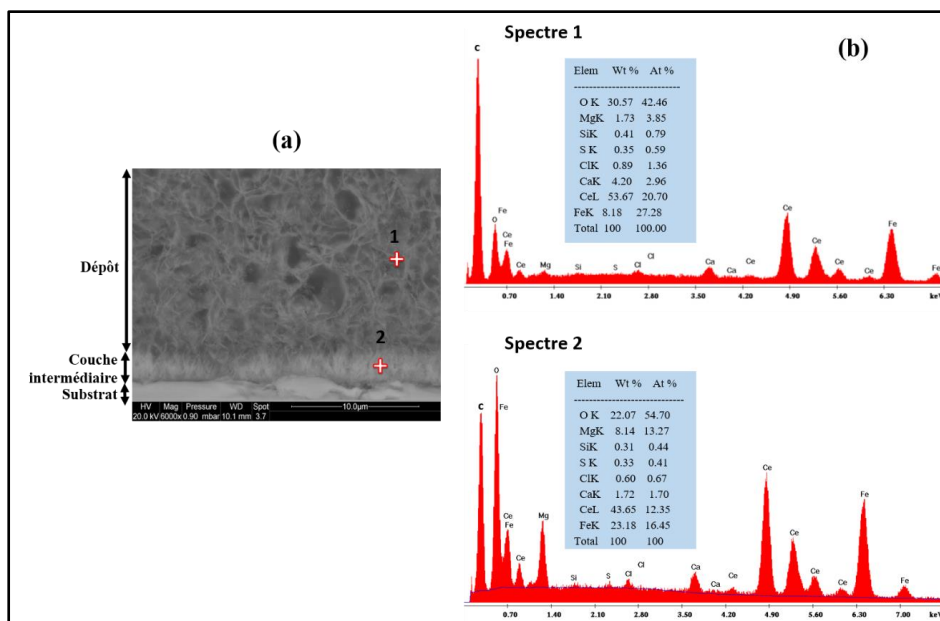 (a)
Dépôt
Couche
intermédiaire
Substrat
1
2
HV Mag Pressure WD Spot 10.0µm
20.0 kV 6000x 0.90 mbar 10.1 mm 3.7
Spectre 1
(b)
C
O
Fe
Ce
Fe
Ce
Mg
Si
S
Cl
Cl
Ca
Ca
Ce
Ce
Ce
Ce
Ce
Fe
Fe
Elem Wt % At %
O K 30.57 42.46
MgK 1.73 3.85
SiK 0.41 0.79
S K 0.35 0.59
ClK 0.89 1.36
CaK 4.20 2.96
CeL 53.67 20.70
FeK 8.18 27.28
Total 100 100.00
0.70 1.40 2.10 2.80 3.50 4.20 4.90 5.60 6.30 keV
Spectre 2
C
O
Fe
Ce
Fe
Ce
Mg
Si
S
Cl
Cl
Ca
Ca
Ce
Ce
Ce
Ce
Ce
Fe
Fe
Elem Wt % At %
O K 22.07 54.70
MgK 8.14 13.27
SiK 0.31 0.44
S K 0.33 0.41
ClK 0.60 0.67
CaK 1.72 1.70
CeL 43.65 12.35
FeK 23.18 16.45
Total 100 100
0.70 1.40 2.10 2.80 3.50 4.20 4.90 5.60 6.30 7.00 keV